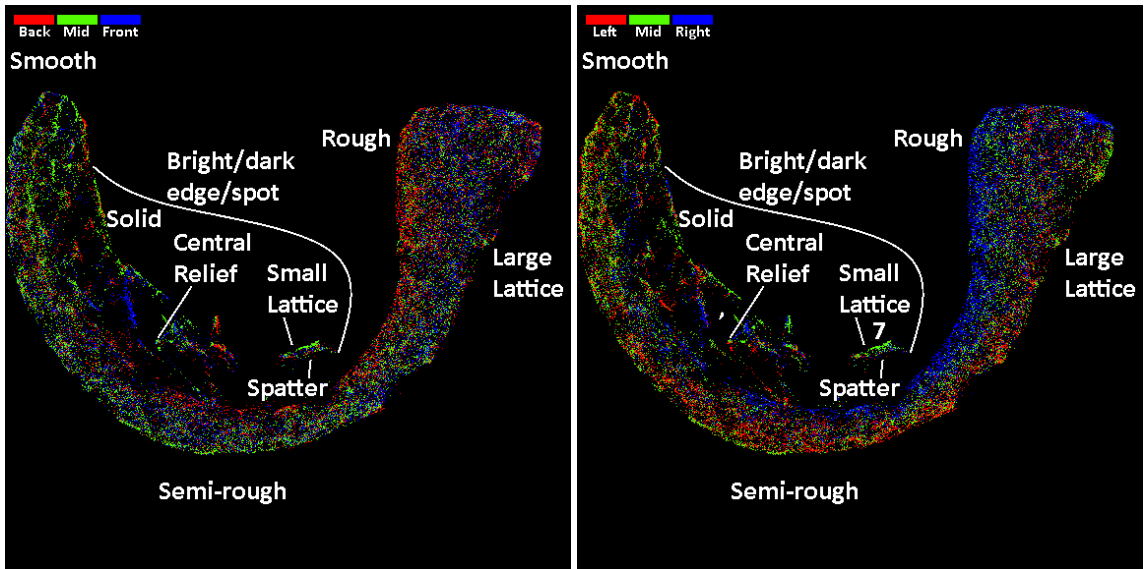 Back Mid Front
Smooth
Rough
Bright/dark
edge/spot
Solid
Central
Relief
Small
Lattice
Large
Lattice
Spatter
Semi-rough
Left Mid Right
Smooth
Rough
Bright/dark
edge/spot
Solid
Central
Relief
Small
Lattice
7
,
Large
Lattice
Spatter
Semi-rough